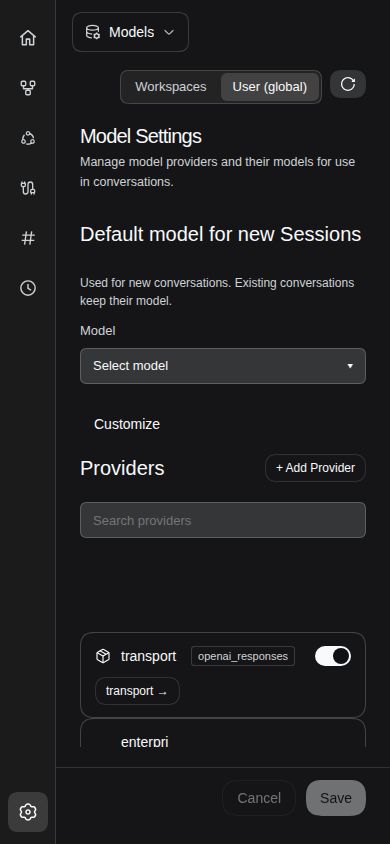 Models
Workspaces
User (global)
Model Settings
Manage model providers and their models for use
in conversations.
Default model for new Sessions
Used for new conversations. Existing conversations
keep their model.
Model
Select model
Customize
Providers
+ Add Provider
Search providers
transport
openai_responses
transport →
enterpri
Cancel
Save